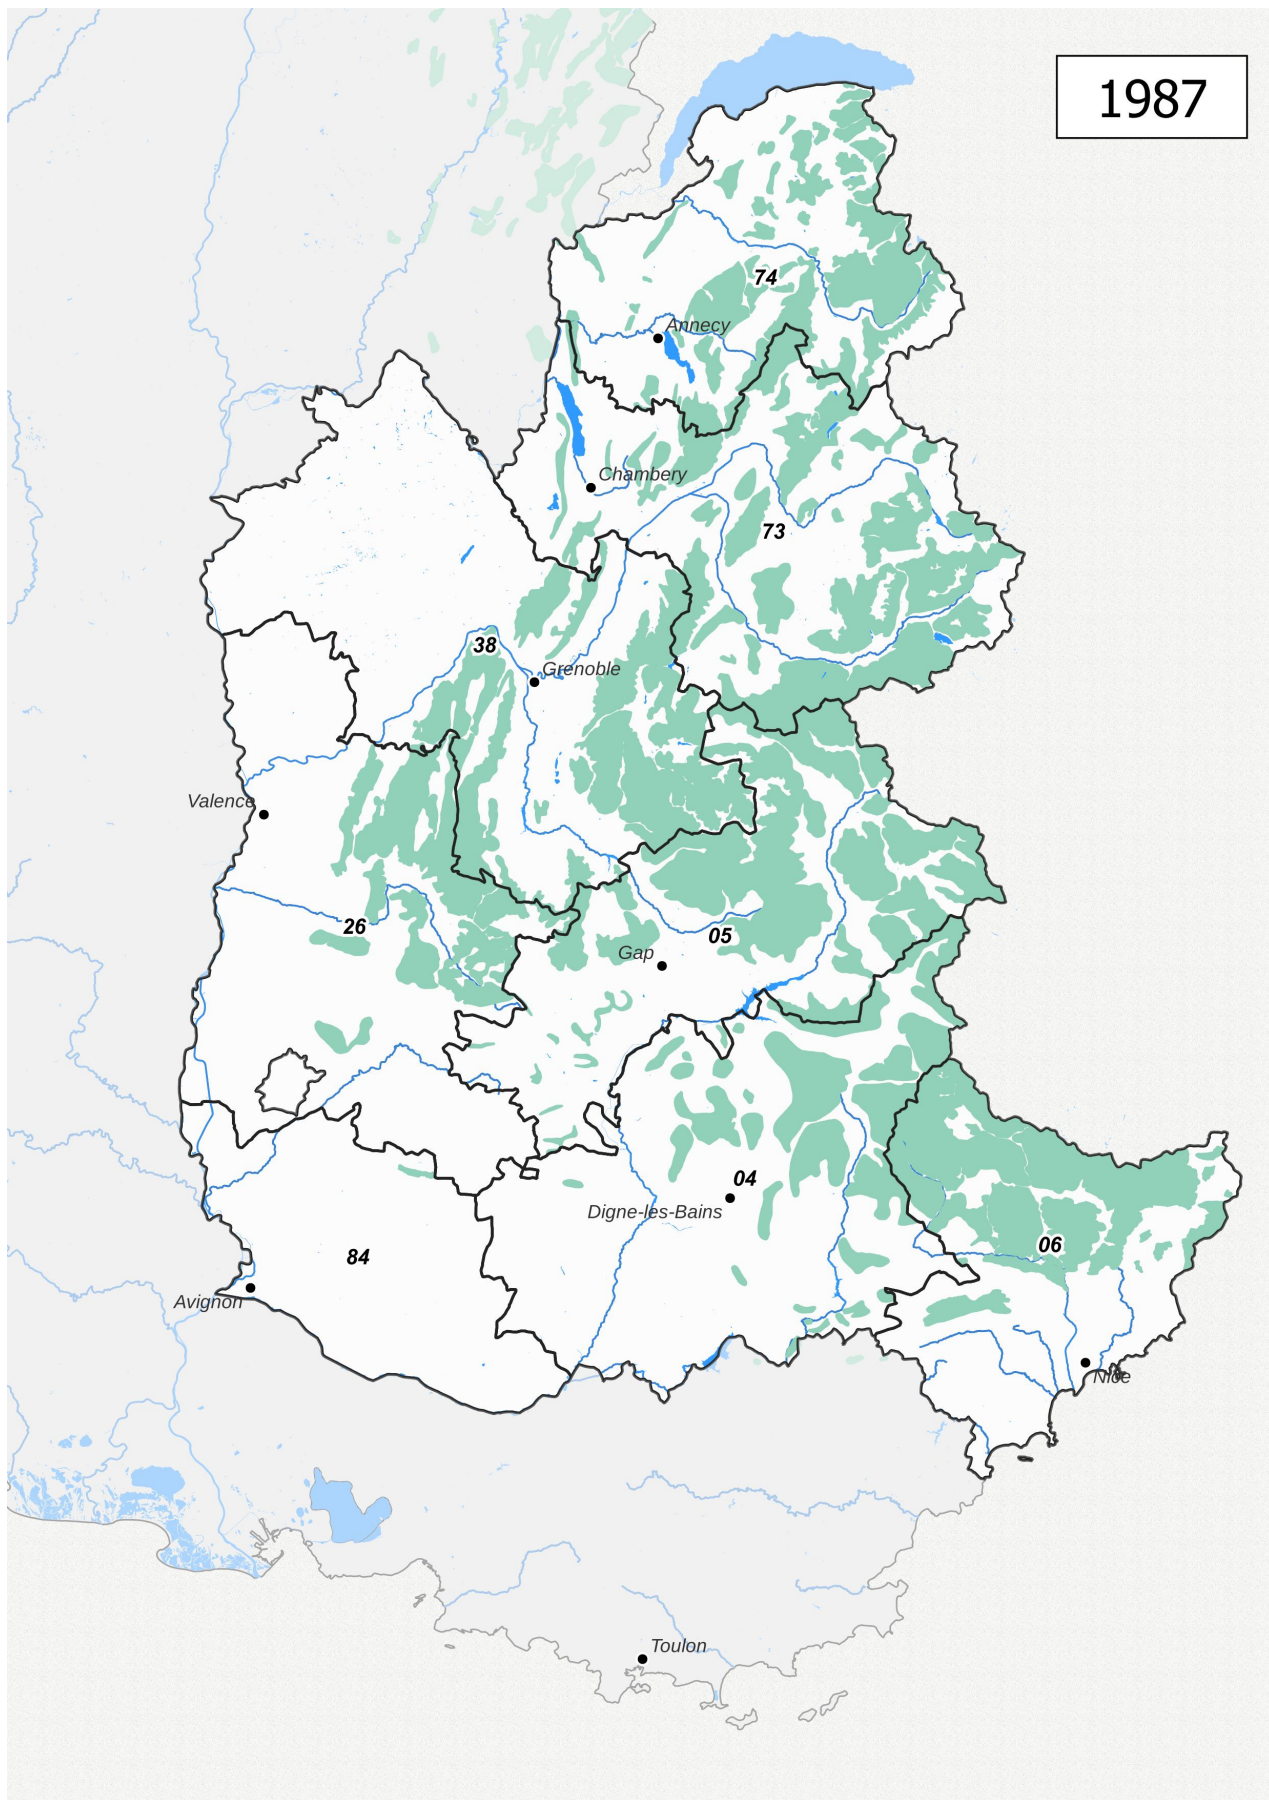 1987
74
Annecy
Chambery
73
38
Grenoble
Valence
26
05
Gap
04
Digne-les-Bains
06
84
Avignon
Nice
Toulon